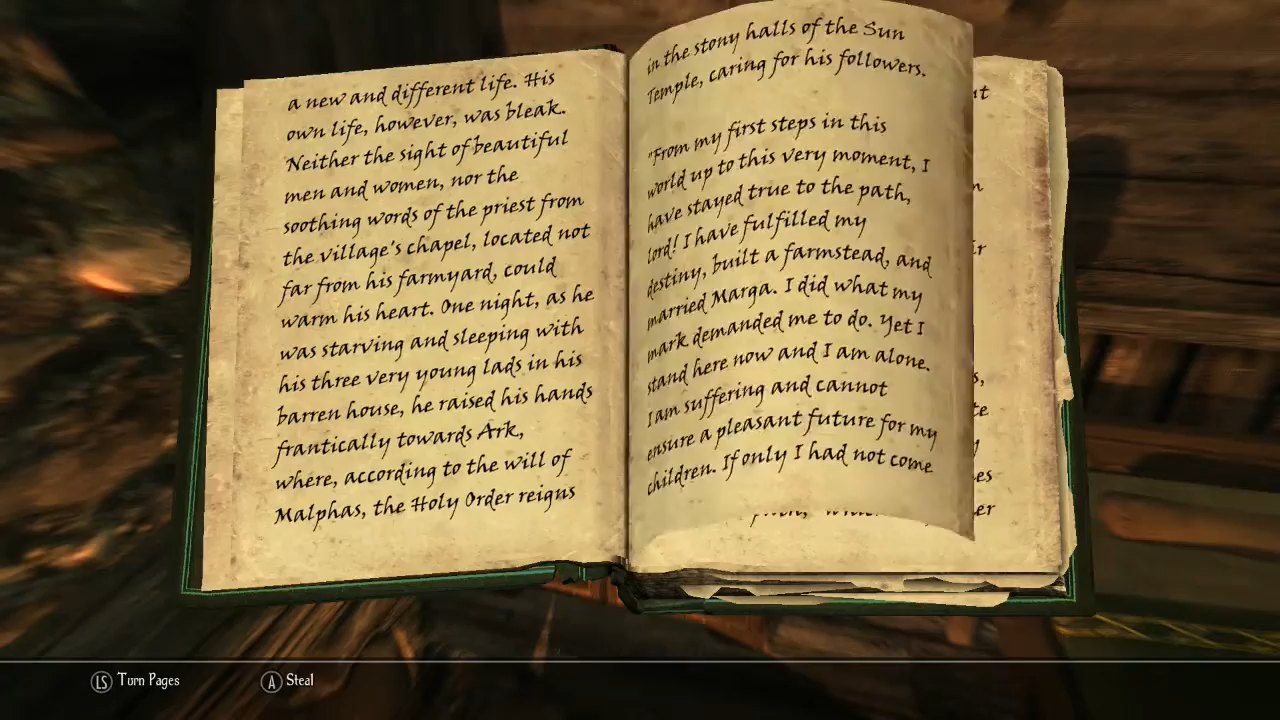 a new and different life. His
own life, however, was bleak.
Neither the sight of beautiful
men and women, nor the
soothing words of the priest from
the village's chapel, located not
far from his farmyard, could
warm his heart. One night, as he
was starving and sleeping with
his three very young lads in his
barren house, he raised his hands
frantically towards Ark,
where, according to the will of
Malphas, the Holy Order reigns
in the stony halls of the Sun
Temple, caring for his followers.
"From my first steps in this
world up to this very moment, I
have stayed true to the path,
lord! I have fulfilled my
destiny, built a farmstead, and
married Marga. I did what my
mark demanded me to do. Yet I
stand here now and I am alone.
I am suffering and cannot
ensure a pleasant future for my
children. If only I had not come
LS Turn Pages
A Steal